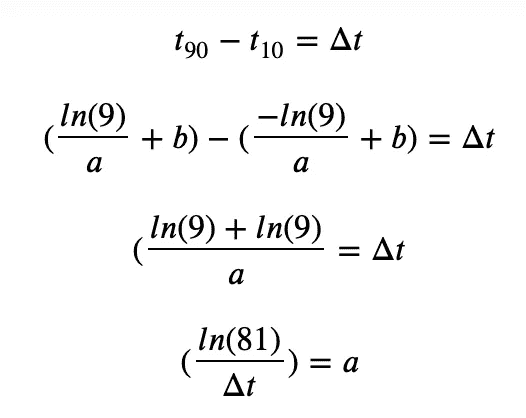 t₉₀ − t₁₀ = Δt
(ln(9)/a + b) − (−ln(9)/a + b) = Δt
(ln(9) + ln(9)/a = Δt
(ln(81)/Δt) = a